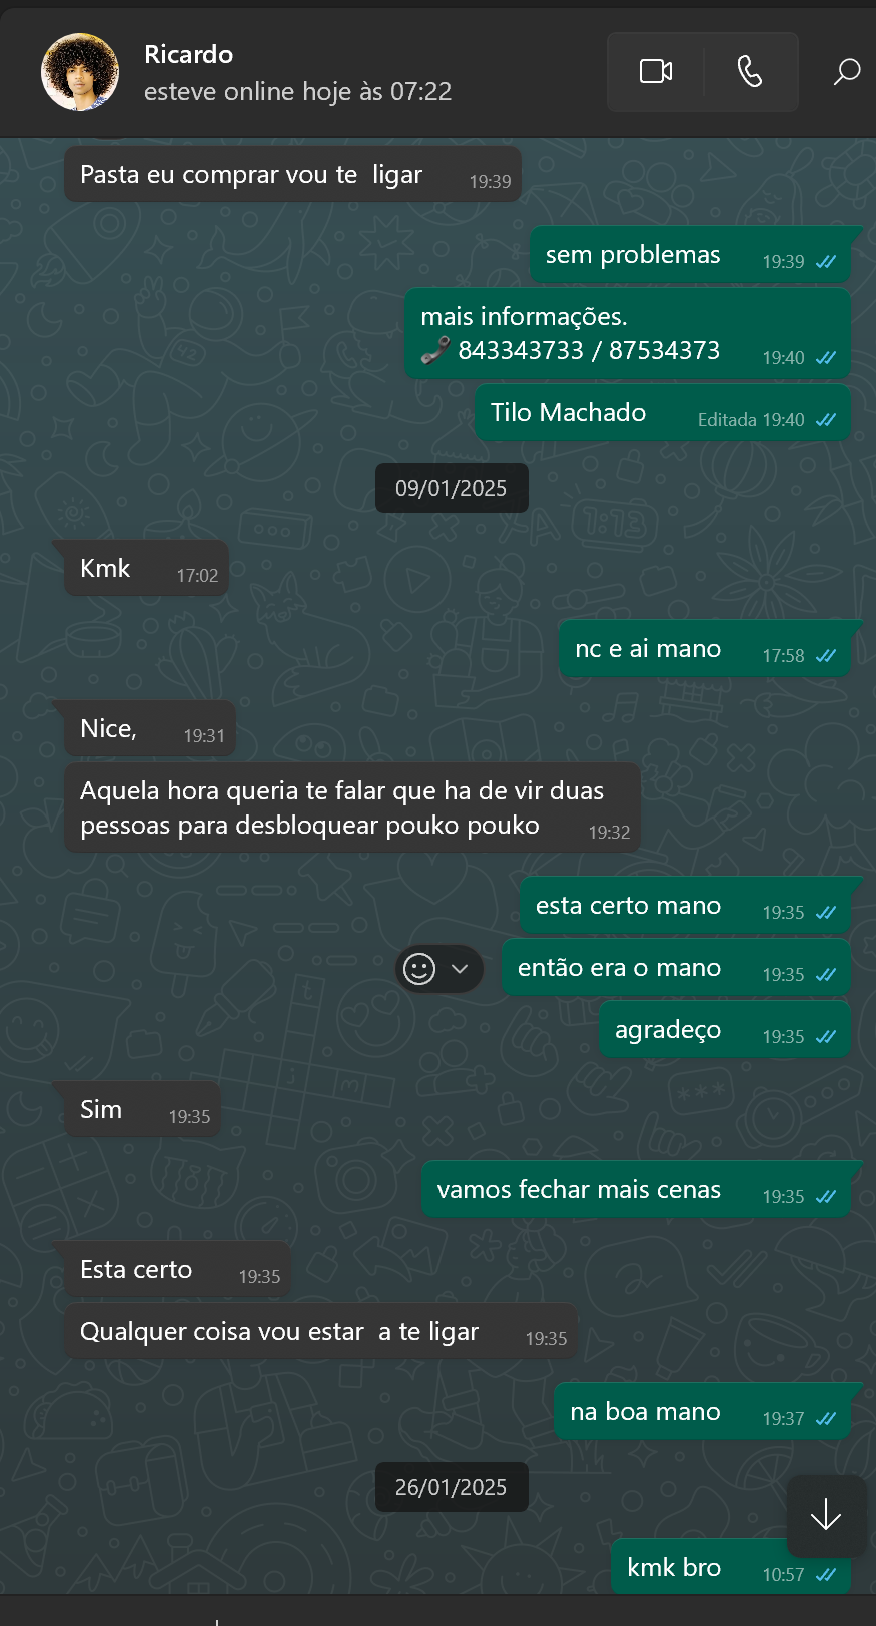 Ricardo
esteve online hoje às 07:22
Pasta eu comprar vou te  ligar 19:39
sem problemas 19:39
mais informações.
843343733 / 87534373 19:40
Tilo Machado Editada 19:40
09/01/2025
Kmk 17:02
nc e ai mano 17:58
Nice, 19:31
Aquela hora queria te falar que ha de vir duas
pessoas para desbloquear pouko pouko 19:32
esta certo mano 19:35
então era o mano 19:35
agradeço 19:35
Sim 19:35
vamos fechar mais cenas 19:35
Esta certo 19:35
Qualquer coisa vou estar  a te ligar 19:35
na boa mano 19:37
26/01/2025
kmk bro 10:57